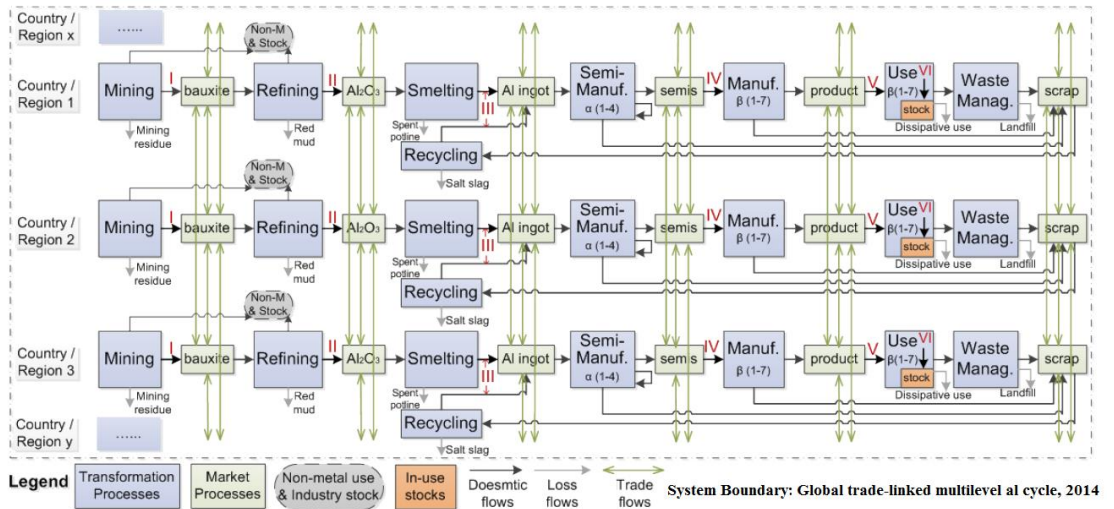 Country /
Region x
......
Non-M
& Stock
Country /
Region 1
Mining
I
bauxite
Refining
II
Al₂O₃
Smelting
III
Al ingot
Semi-
Manuf.
α (1-4)
semis
IV
Manuf.
β (1-7)
product
V
Use
VI
β(1-7)
stock
Waste
Manag.
scrap
Mining
residue
Red
mud
Spent
potline
Recycling
Salt slag
Dissipative use
Landfill
Non-M
& Stock
Country /
Region 2
Mining
I
bauxite
Refining
II
Al₂O₃
Smelting
III
Al ingot
Semi-
Manuf.
α (1-4)
semis
IV
Manuf.
β (1-7)
product
V
Use
VI
β(1-7)
stock
Waste
Manag.
scrap
Mining
residue
Red
mud
Spent
potline
Recycling
Salt slag
Dissipative use
Landfill
Non-M
& Stock
Country /
Region 3
Mining
I
bauxite
Refining
II
Al₂O₃
Smelting
III
Al ingot
Semi-
Manuf.
α (1-4)
semis
IV
Manuf.
β (1-7)
product
V
Use
VI
β(1-7)
stock
Waste
Manag.
scrap
Mining
residue
Red
mud
Spent
potline
Recycling
Salt slag
Dissipative use
Landfill
Country /
Region y
......
Legend
Transformation
Processes
Market
Processes
Non-metal use
& Industry stock
In-use
stocks
Doesmtic
flows
Loss
flows
Trade
flows
System Boundary: Global trade-linked multilevel al cycle, 2014